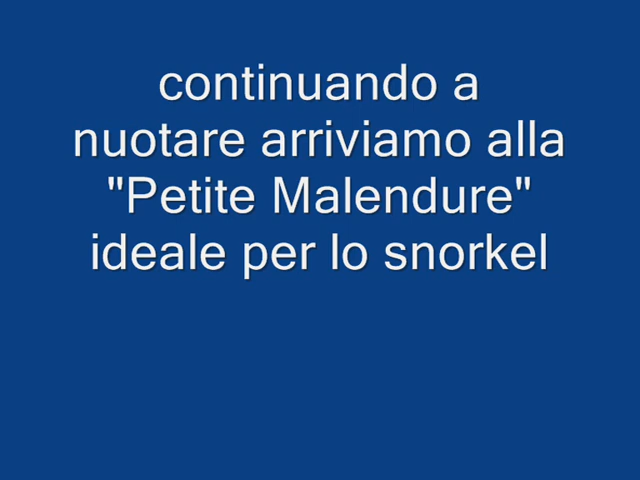 continuando a
nuotare arriviamo alla
"Petite Malendure"
ideale per lo snorkel